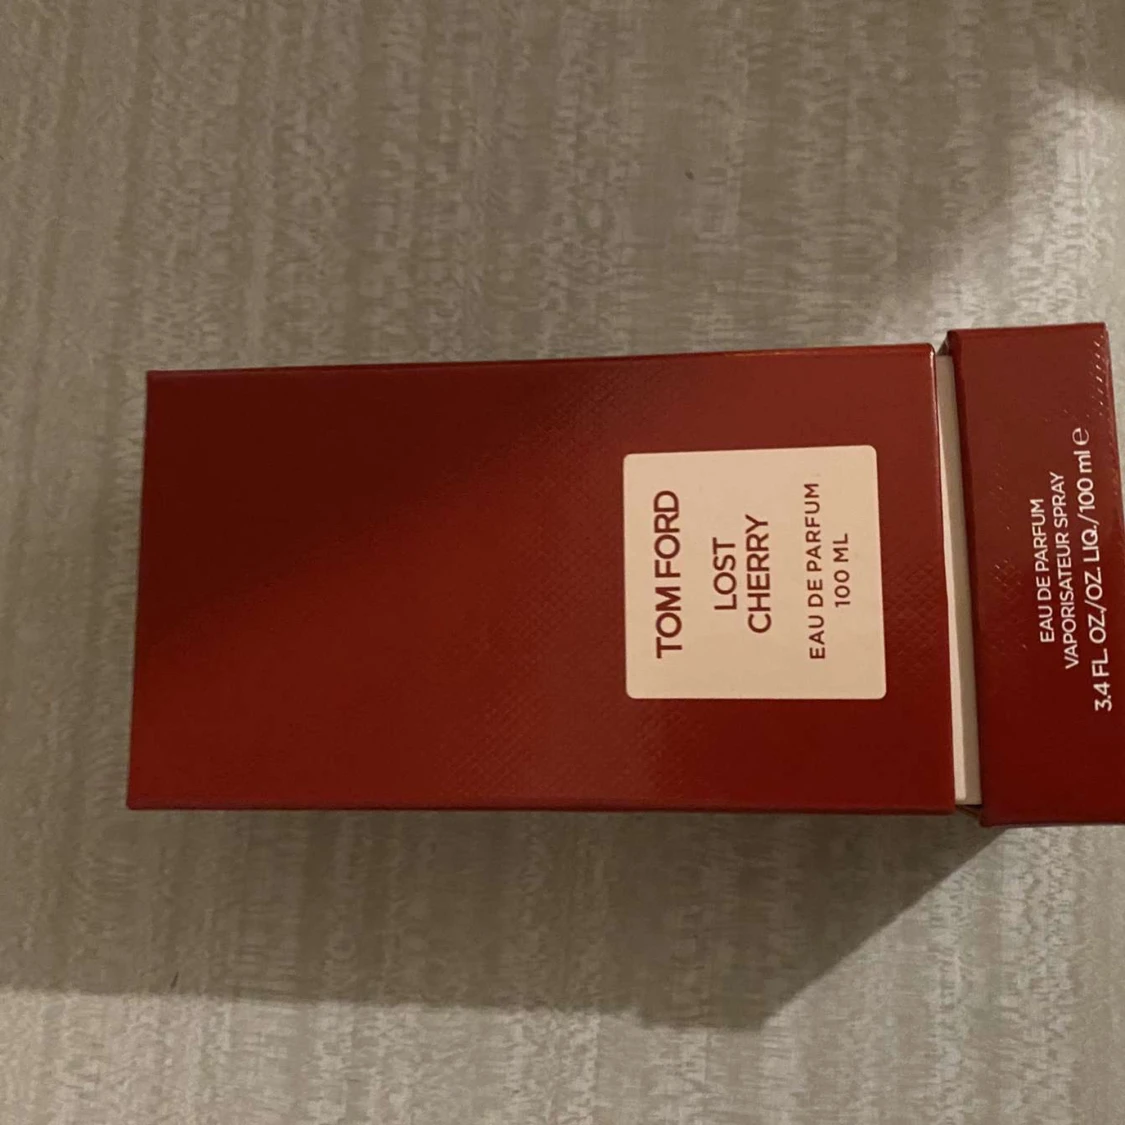 TOM FORD
LOST
CHERRY
EAU DE PARFUM
100 ML
EAU DE PARFUM
VAPORISATEUR SPRAY
3.4 FL. OZ./OZ. LIQ./100 ml ℮